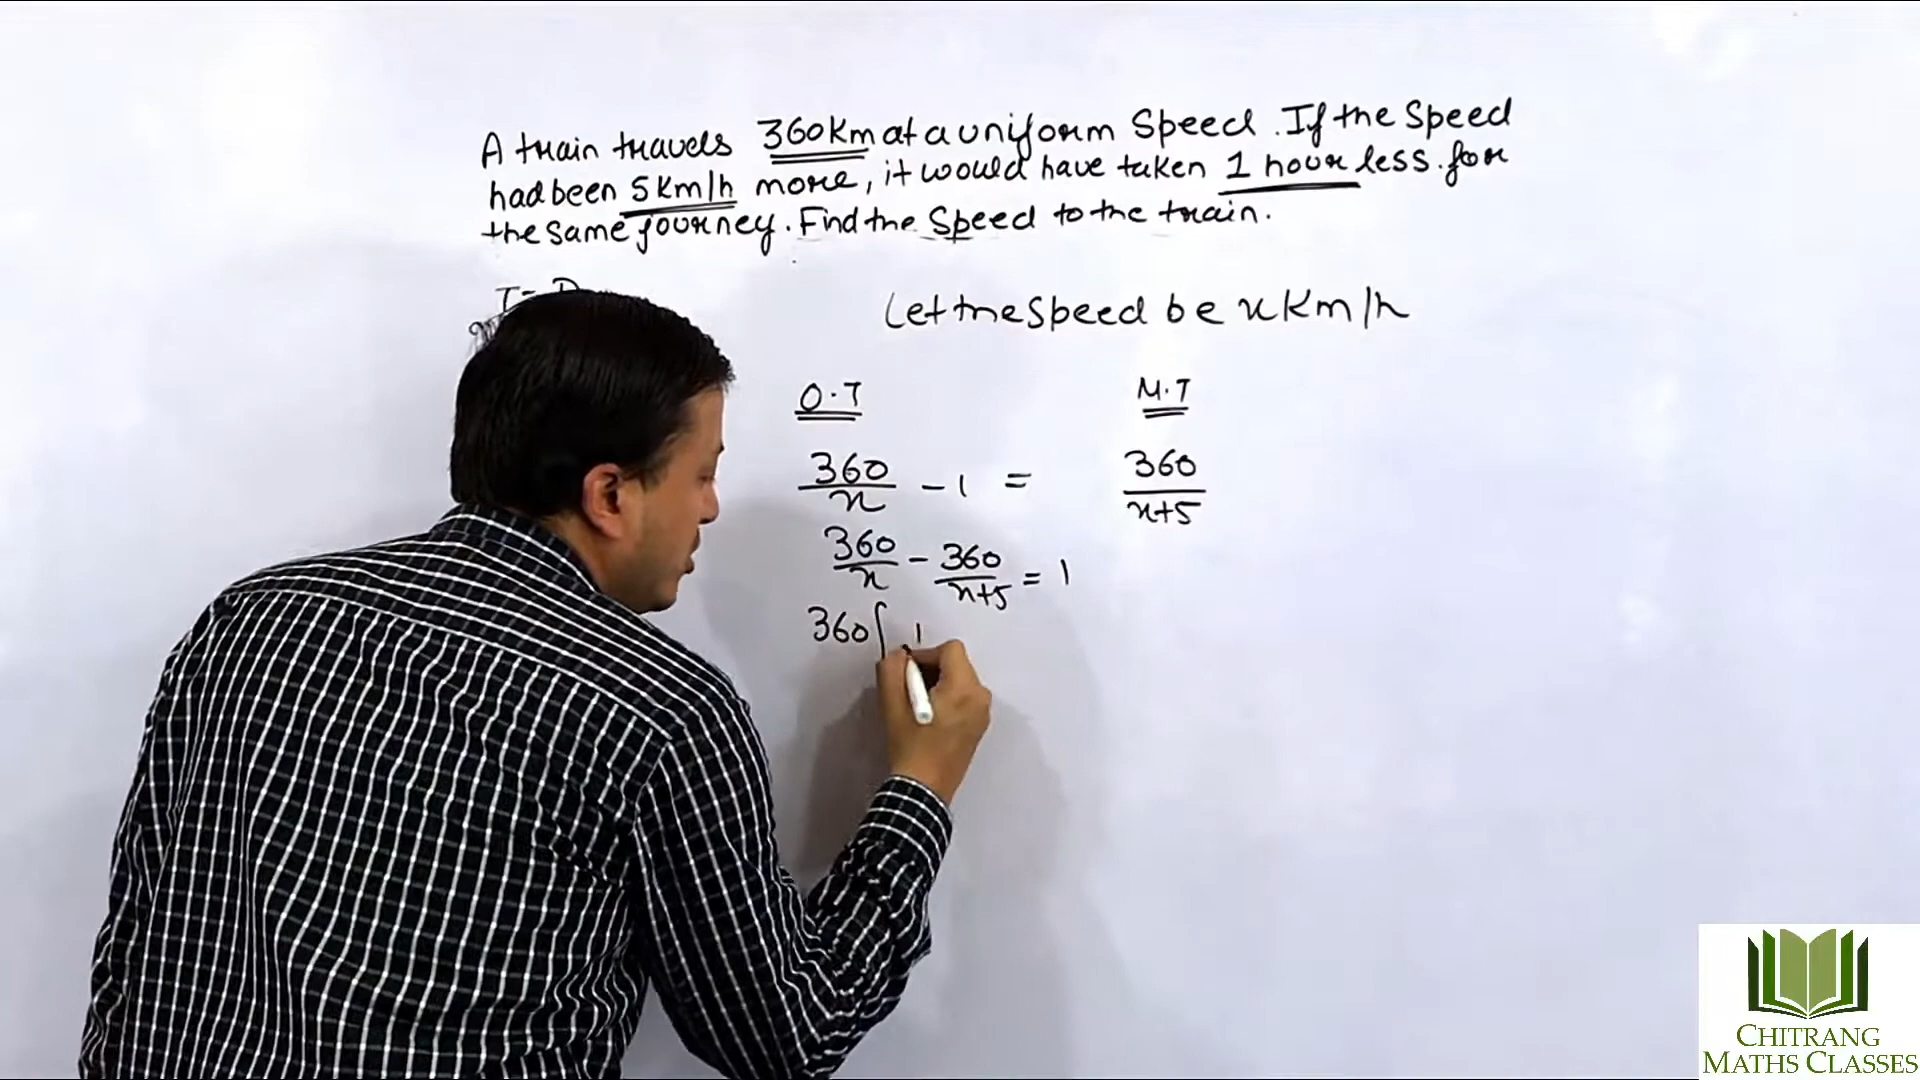 A train travels 360Km at a uniform Speed. If the Speed
had been 5Km/h more, it would have taken 1 hour less for
the same journey. Find the Speed to the train.
T = D
Let the Speed be x Km/h
O.T M.T
360/x - 1 = 360/x+5
360/x - 360/x+5 = 1
360[ 1
CHITRANG
MATHS CLASSES